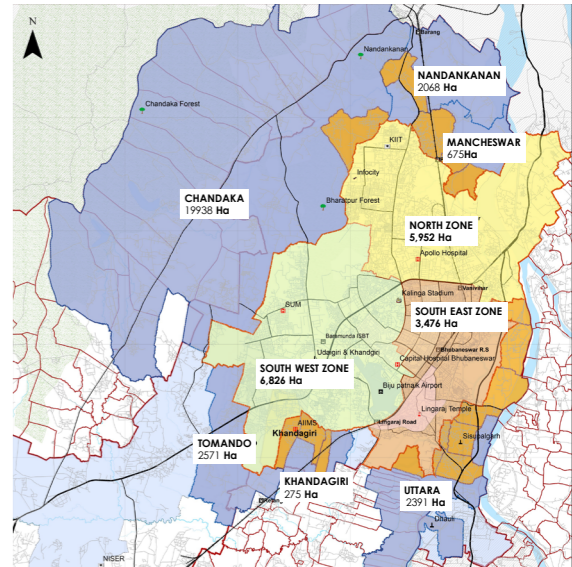 N
Barang
Nandankanan
NANDANKANAN
2068 Ha
Chandaka Forest
KIIT
MANCHESWAR
675Ha
Infocity
CHANDAKA
19938 Ha
Bharatpur Forest
NORTH ZONE
5,952 Ha
Apollo Hospital
Vanivihar
Kalinga Stadium
SUM
SOUTH EAST ZONE
3,476 Ha
Baramunda ISBT
Bhubaneswar R.S
Udaigiri & Khandgiri
Capital Hospital Bhubaneswar
SOUTH WEST ZONE
6,826 Ha
Biju patnaik Airport
Lingaraj Temple
Lingaraj Road
AIIMS
Khandagiri
Sisupalgarh
TOMANDO
2571 Ha
KHANDAGIRI
275 Ha
UTTARA
2391 Ha
Dhauli
NISER